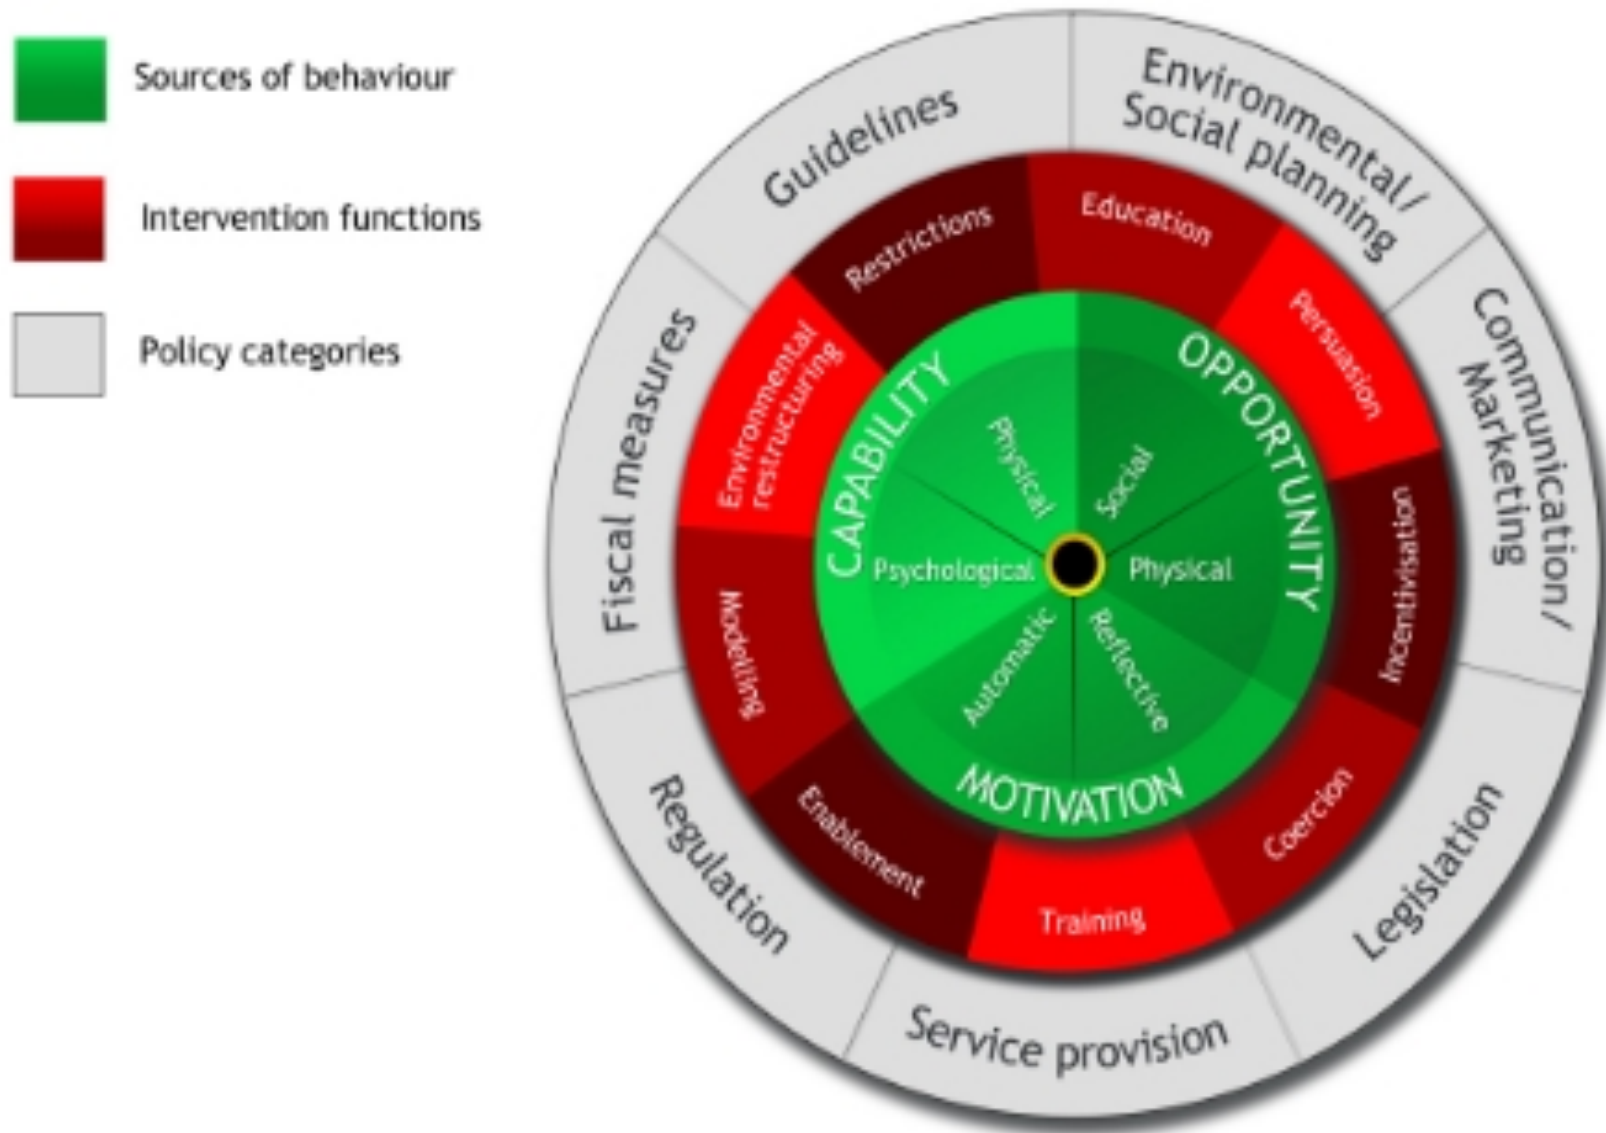 Sources of behaviour
Intervention functions
Policy categories
Guidelines
Environmental/
Social planning
Communication/
Marketing
Legislation
Service provision
Regulation
Fiscal measures
Restrictions
Education
Persuasion
Incentivisation
Coercion
Training
Enablement
Modelling
Environmental
restructuring
CAPABILITY
OPPORTUNITY
MOTIVATION
Physical
Social
Physical
Reflective
Automatic
Psychological